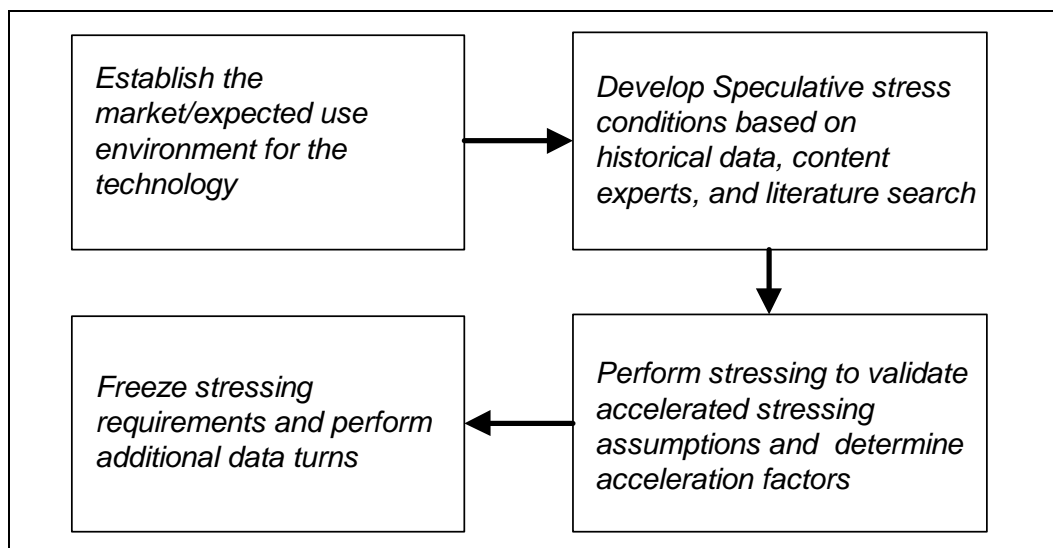 Establish the
market/expected use
environment for the
technology
Develop Speculative stress
conditions based on
historical data, content
experts, and literature search
Perform stressing to validate
accelerated stressing
assumptions and  determine
acceleration factors
Freeze stressing
requirements and perform
additional data turns